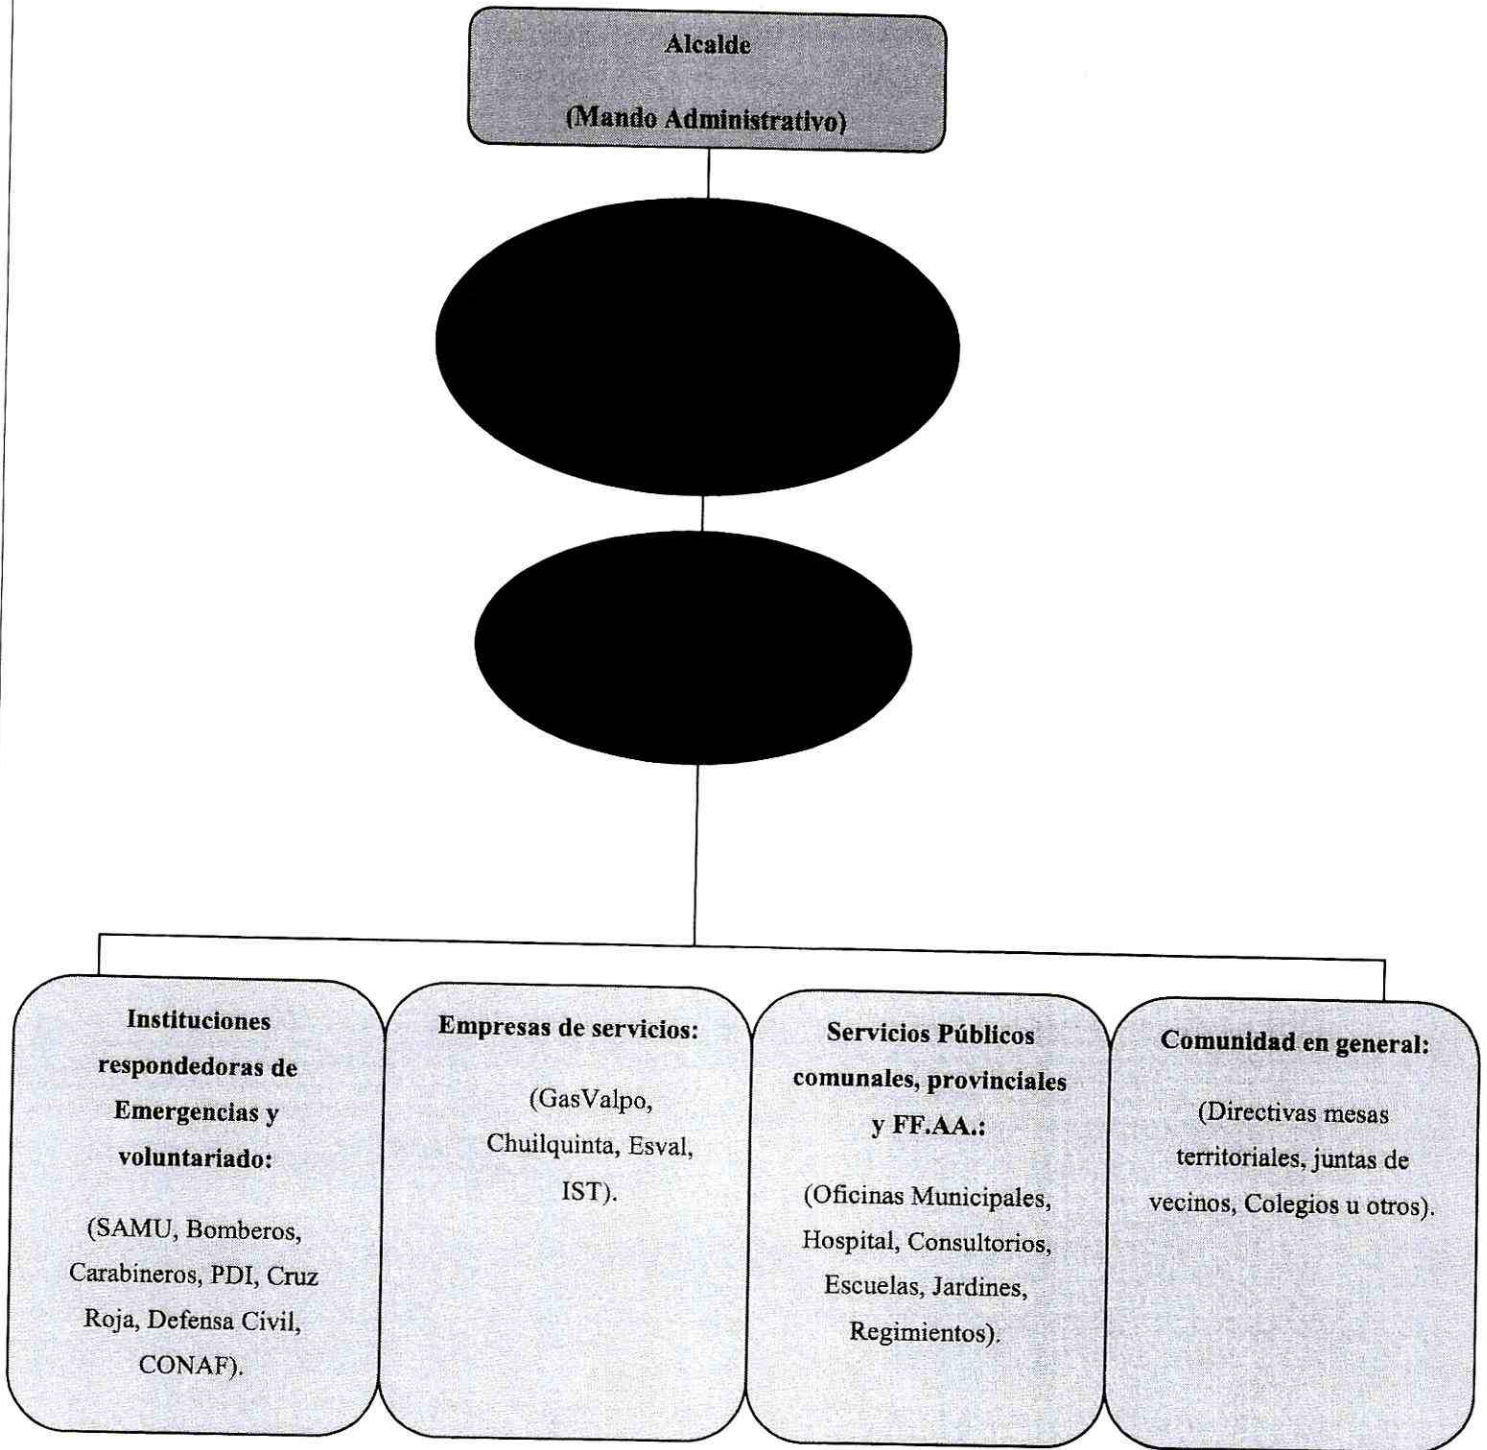 Alcalde
(Mando Administrativo)
Instituciones
respondedoras de
Emergencias y
voluntariado:
(SAMU, Bomberos,
Carabineros, PDI, Cruz
Roja, Defensa Civil,
CONAF).
Empresas de servicios:
(GasValpo,
Chuilquinta, Esval,
IST).
Servicios Públicos
comunales, provinciales
y FF.AA.:
(Oficinas Municipales,
Hospital, Consultorios,
Escuelas, Jardines,
Regimientos).
Comunidad en general:
(Directivas mesas
territoriales, juntas de
vecinos, Colegios u otros).